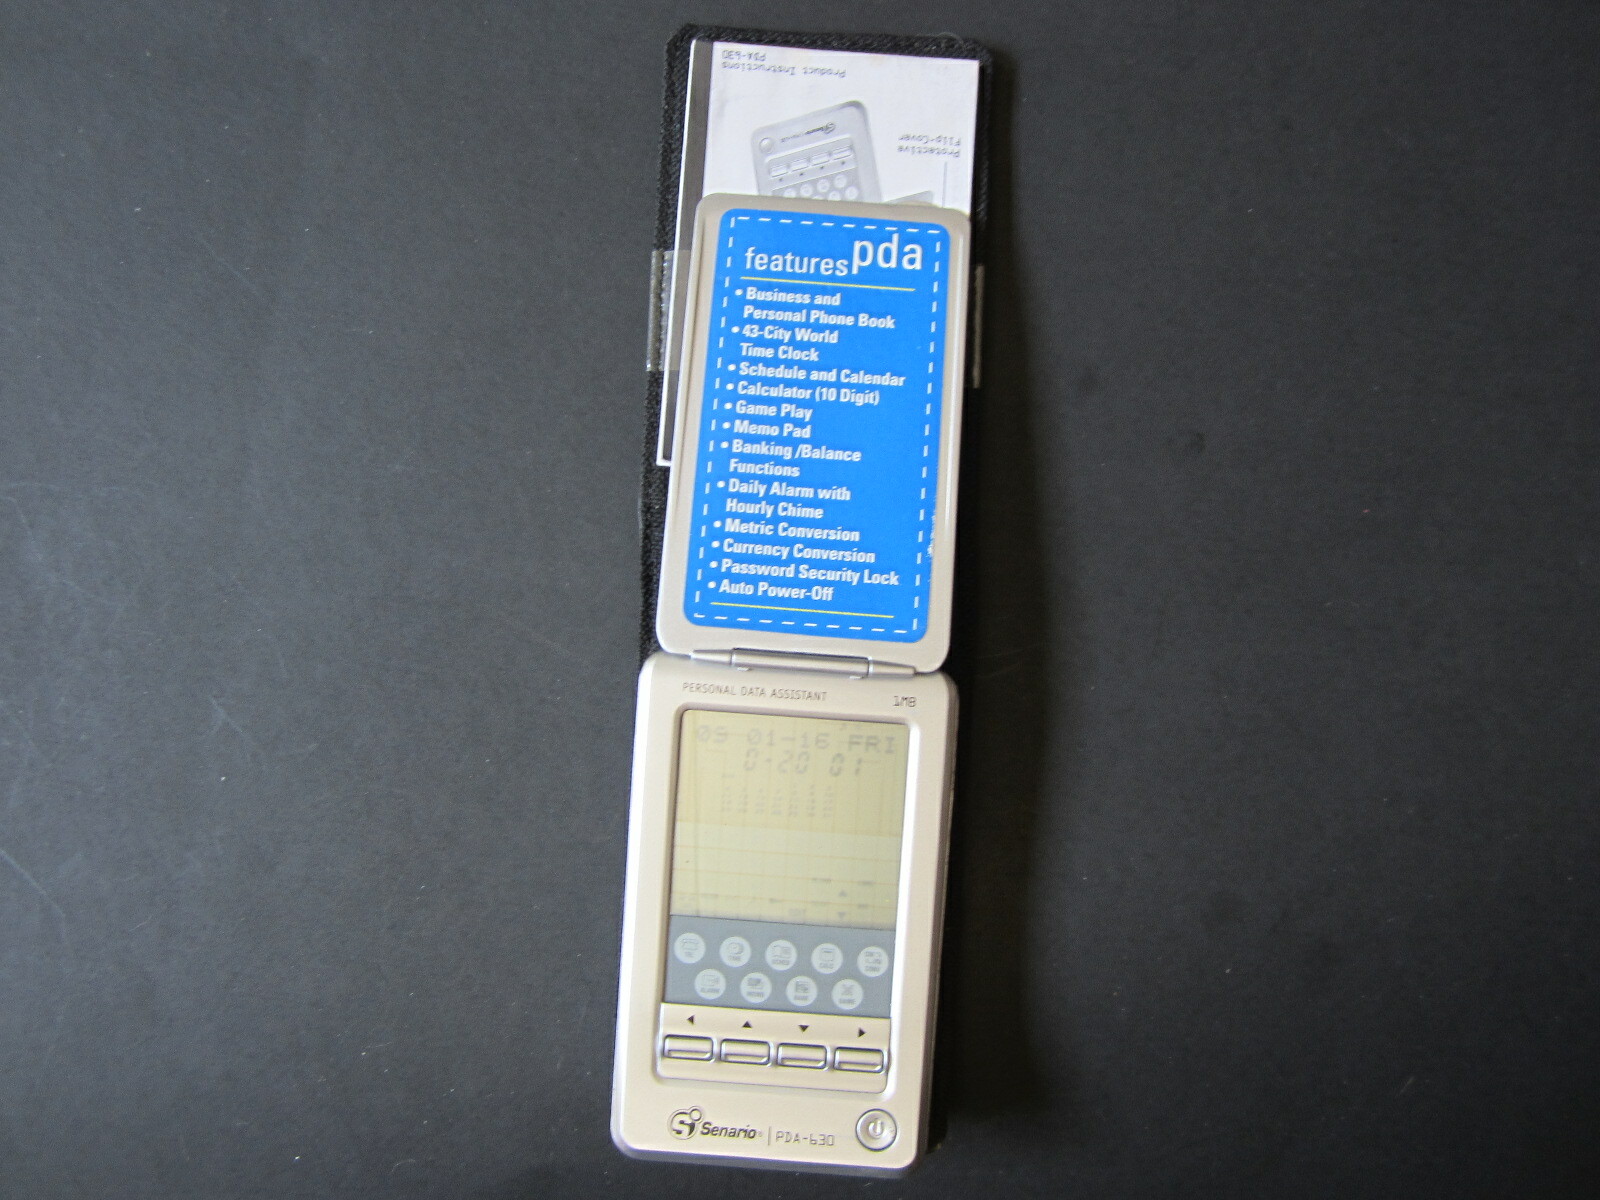 Product Instructions
PDA-630
Protective
Flip-Cover
features pda
• Business and
Personal Phone Book
• 43-City World
Time Clock
• Schedule and Calendar
• Calculator (10 Digit)
• Game Play
• Memo Pad
• Banking /Balance
Functions
• Daily Alarm with
Hourly Chime
• Metric Conversion
• Currency Conversion
• Password Security Lock
• Auto Power-Off
PERSONAL DATA ASSISTANT 1MB
01-16 FRI
Senario® PDA-630